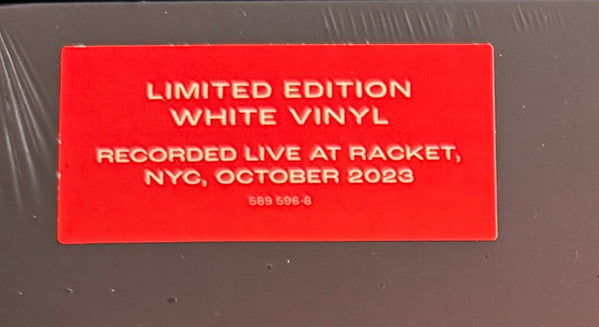 LIMITED EDITION
WHITE VINYL
RECORDED LIVE AT RACKET,
NYC, OCTOBER 2023
589 596-8